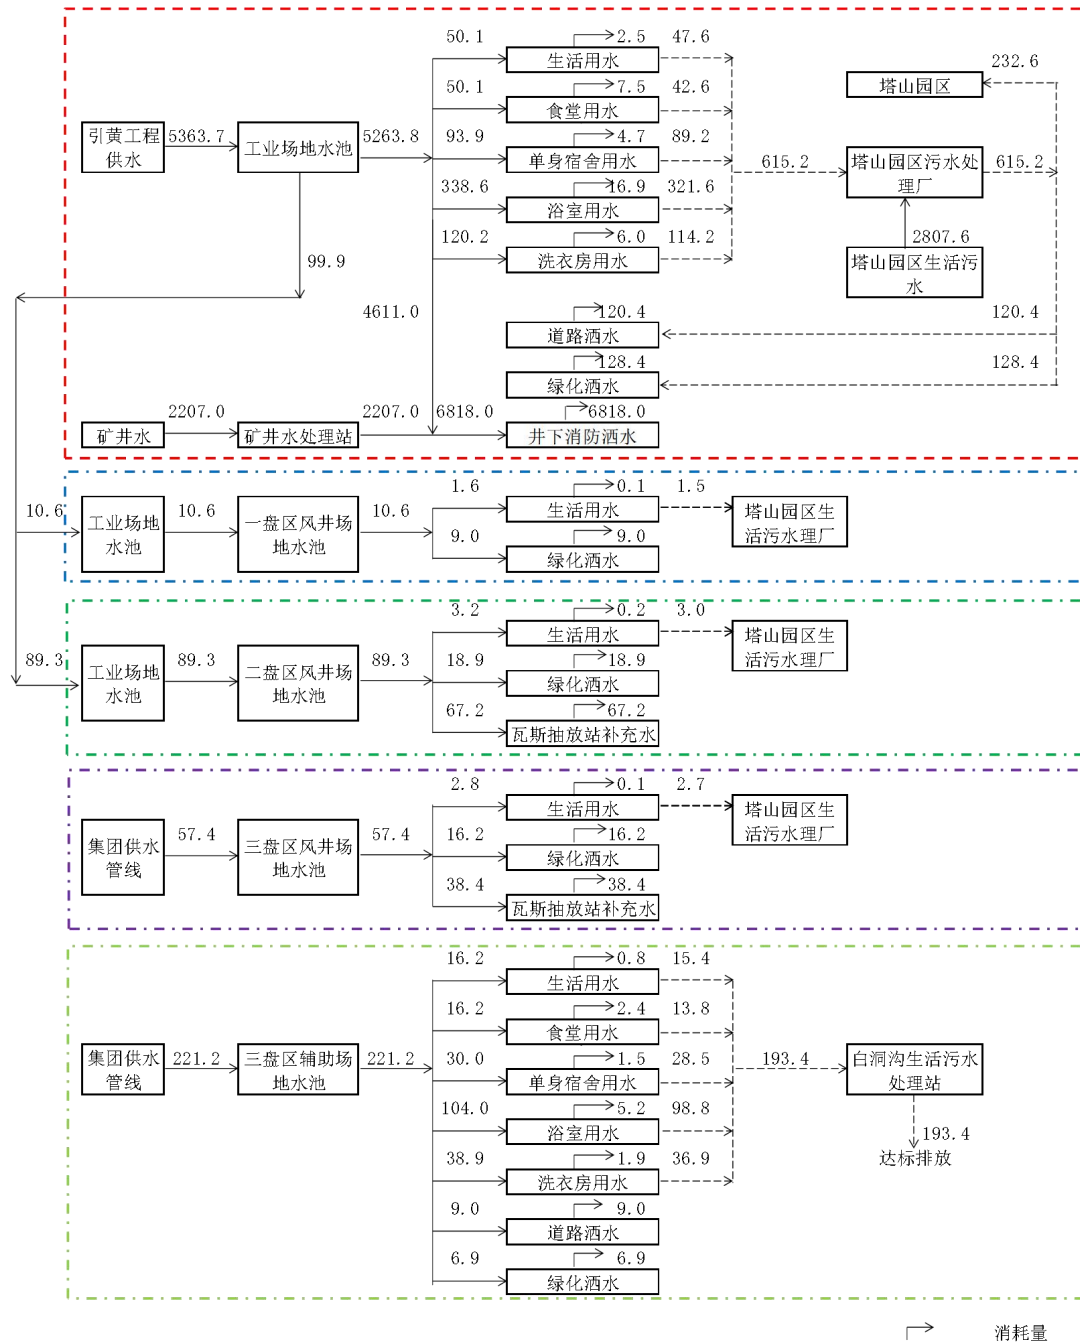 50.1
2.5
47.6
生活用水
232.6
50.1
7.5
42.6
塔山园区
食堂用水
引黄工程
供水
5363.7
工业场地水池
5263.8
93.9
4.7
89.2
单身宿舍用水
615.2
塔山园区污水处
理厂
615.2
338.6
16.9
321.6
浴室用水
120.2
6.0
114.2
2807.6
洗衣房用水
塔山园区生活污
水
99.9
4611.0
120.4
120.4
道路洒水
128.4
128.4
绿化洒水
2207.0
2207.0
6818.0
6818.0
矿井水
矿井水处理站
井下消防洒水
1.6
0.1
1.5
生活用水
塔山园区生
活污水理厂
10.6
工业场地
水池
10.6
一盘区风井场
地水池
10.6
9.0
9.0
绿化洒水
3.2
0.2
3.0
生活用水
塔山园区生
活污水理厂
89.3
工业场地
水池
89.3
二盘区风井场
地水池
89.3
18.9
18.9
绿化洒水
67.2
67.2
瓦斯抽放站补充水
2.8
0.1
2.7
生活用水
塔山园区生
活污水理厂
集团供水
管线
57.4
三盘区风井场
地水池
57.4
16.2
16.2
绿化洒水
38.4
38.4
瓦斯抽放站补充水
16.2
0.8
15.4
生活用水
16.2
2.4
13.8
食堂用水
集团供水
管线
221.2
三盘区辅助场
地水池
221.2
30.0
1.5
28.5
单身宿舍用水
193.4
白洞沟生活污水
处理站
104.0
5.2
98.8
浴室用水
193.4
达标排放
38.9
1.9
36.9
洗衣房用水
9.0
9.0
道路洒水
6.9
6.9
绿化洒水
消耗量